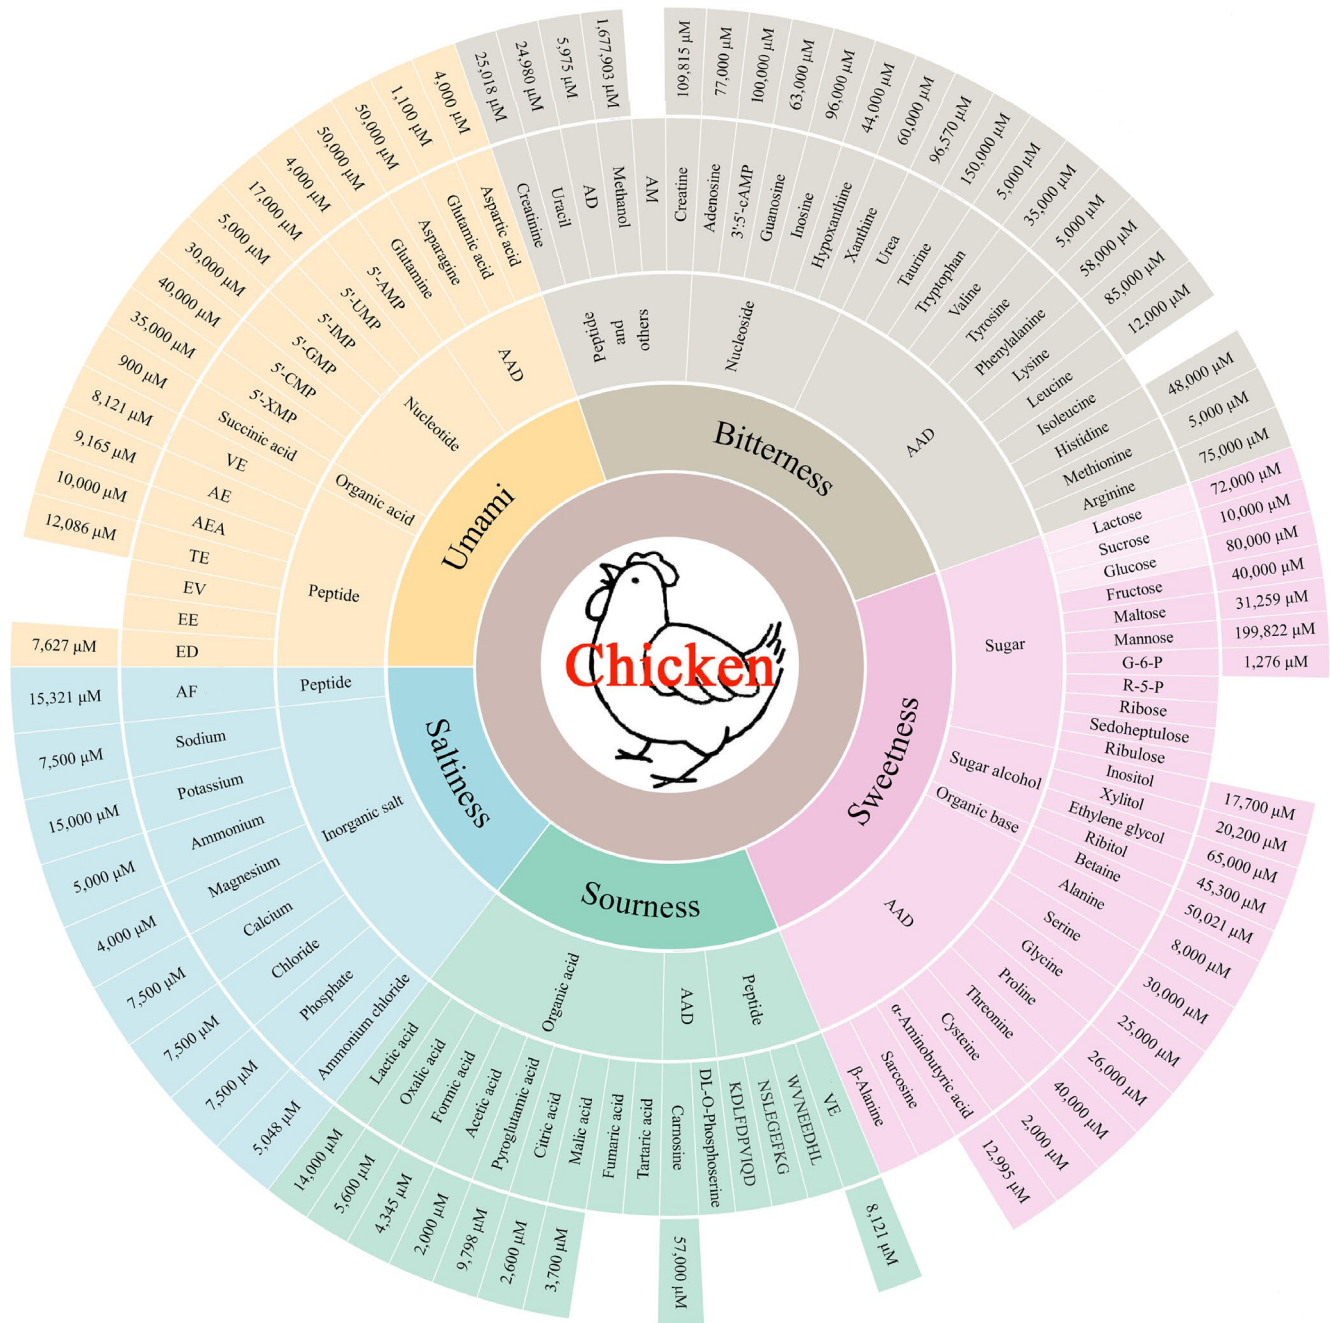 Chicken
Umami
Bitterness
Sweetness
Sourness
Saltiness
AAD
Nucleotide
Organic acid
Peptide
Aspartic acid
Glutamic acid
Asparagine
Glutamine
5'-AMP
5'-UMP
5'-IMP
5'-GMP
5'-CMP
5'-XMP
Succinic acid
VE
AE
AEA
TE
EV
EE
ED
4,000 μM
1,100 μM
50,000 μM
50,000 μM
4,000 μM
17,000 μM
5,000 μM
30,000 μM
40,000 μM
35,000 μM
900 μM
8,121 μM
9,165 μM
10,000 μM
12,086 μM
7,627 μM
Peptide
and
others
Nucleoside
AAD
Creatinine
Uracil
AD
Methanol
AM
Creatine
Adenosine
3':5'-cAMP
Guanosine
Inosine
Hypoxanthine
Xanthine
Urea
Taurine
Tryptophan
Valine
Tyrosine
Phenylalanine
Lysine
Leucine
Isoleucine
Histidine
Methionine
Arginine
25,018 μM
24,980 μM
5,975 μM
1,677,903 μM
109,815 μM
77,000 μM
100,000 μM
63,000 μM
96,000 μM
44,000 μM
60,000 μM
96,570 μM
150,000 μM
5,000 μM
35,000 μM
5,000 μM
58,000 μM
85,000 μM
12,000 μM
48,000 μM
5,000 μM
75,000 μM
Sugar
Sugar alcohol
Organic base
AAD
Lactose
Sucrose
Glucose
Fructose
Maltose
Mannose
G-6-P
R-5-P
Ribose
Sedoheptulose
Ribulose
Inositol
Xylitol
Ethylene glycol
Ribitol
Betaine
Alanine
Serine
Glycine
Proline
Threonine
Cysteine
α-Aminobutyric acid
Sarcosine
β-Alanine
72,000 μM
10,000 μM
80,000 μM
40,000 μM
31,259 μM
199,822 μM
1,276 μM
17,700 μM
20,200 μM
65,000 μM
45,300 μM
50,021 μM
8,000 μM
30,000 μM
25,000 μM
26,000 μM
40,000 μM
2,000 μM
12,995 μM
Organic acid
AAD
Peptide
Lactic acid
Oxalic acid
Formic acid
Acetic acid
Pyroglutamic acid
Citric acid
Malic acid
Fumaric acid
Tartaric acid
Carnosine
DL-O-Phosphoserine
KDLFDPVIQD
NSLEGEFKG
WVNEEDHL
VE
14,000 μM
5,600 μM
4,345 μM
2,000 μM
9,798 μM
2,600 μM
3,700 μM
57,000 μM
8,121 μM
Peptide
Inorganic salt
AF
Sodium
Potassium
Ammonium
Magnesium
Calcium
Chloride
Phosphate
Ammonium chloride
15,321 μM
7,500 μM
15,000 μM
5,000 μM
4,000 μM
7,500 μM
7,500 μM
7,500 μM
5,048 μM